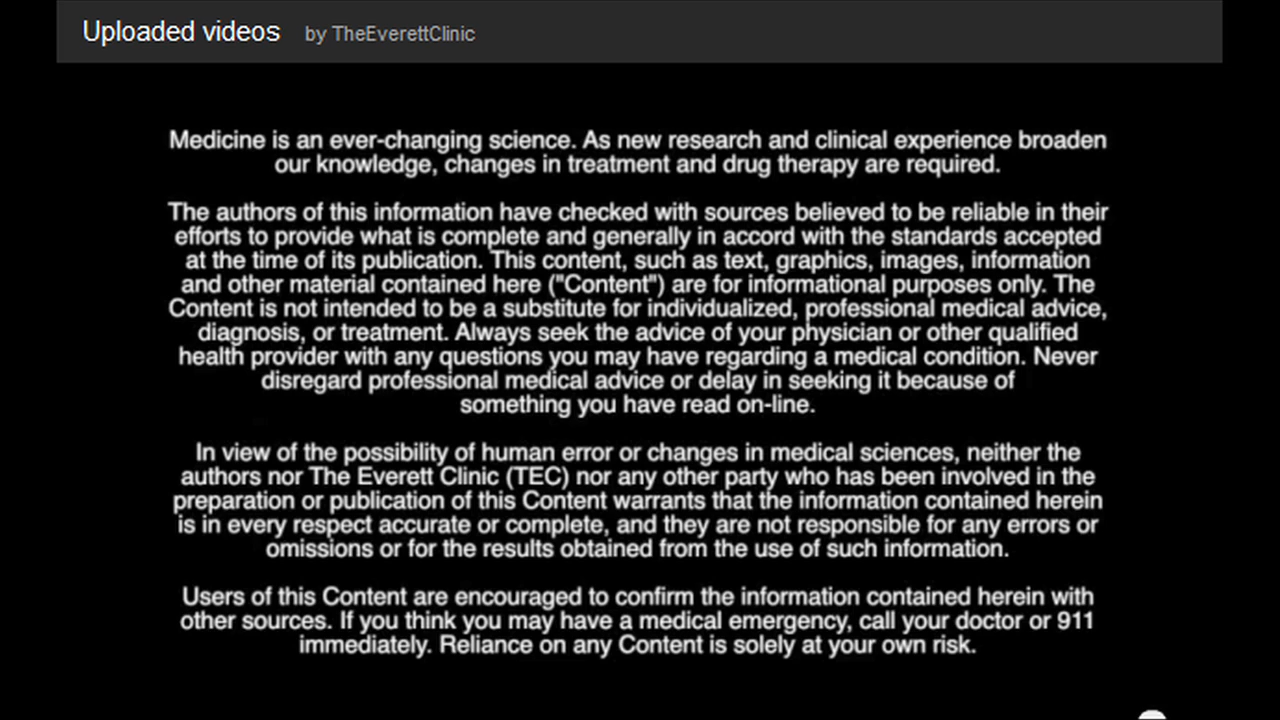 Uploaded videos by TheEverettClinic
Medicine is an ever-changing science. As new research and clinical experience broaden
our knowledge, changes in treatment and drug therapy are required.
The authors of this information have checked with sources believed to be reliable in their
efforts to provide what is complete and generally in accord with the standards accepted
at the time of its publication. This content, such as text, graphics, images, information
and other material contained here ("Content") are for informational purposes only. The
Content is not intended to be a substitute for individualized, professional medical advice,
diagnosis, or treatment. Always seek the advice of your physician or other qualified
health provider with any questions you may have regarding a medical condition. Never
disregard professional medical advice or delay in seeking it because of
something you have read on-line.
In view of the possibility of human error or changes in medical sciences, neither the
authors nor The Everett Clinic (TEC) nor any other party who has been involved in the
preparation or publication of this Content warrants that the information contained herein
is in every respect accurate or complete, and they are not responsible for any errors or
omissions or for the results obtained from the use of such information.
Users of this Content are encouraged to confirm the information contained herein with
other sources. If you think you may have a medical emergency, call your doctor or 911
immediately. Reliance on any Content is solely at your own risk.